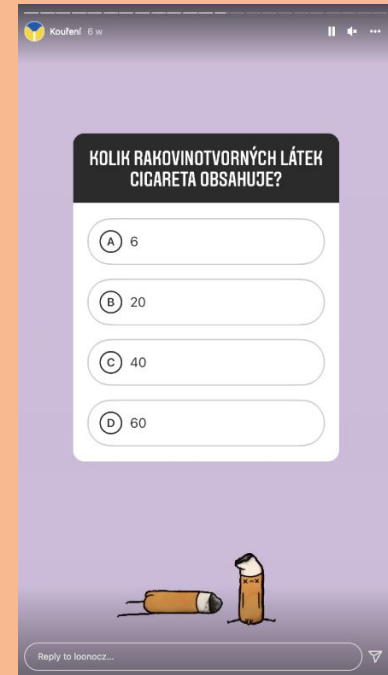 Kouření 6 w
KOLIK RAKOVINOTVORNÝCH LÁTEK
CIGARETA OBSAHUJE?
A 6
B 20
C 40
D 60
Reply to loonocz...